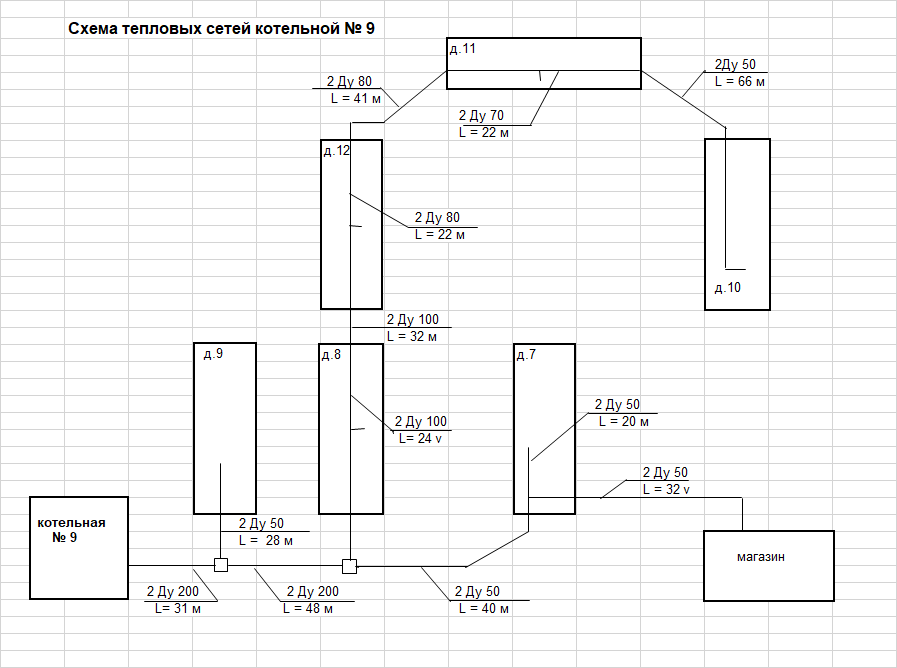 Схема тепловых сетей котельной № 9
д.11
2Ду 50
L = 66 м
2 Ду 80
L = 41 м
2 Ду 70
L = 22 м
д.12
2 Ду 80
L = 22 м
д.10
2 Ду 100
L = 32 м
д.9
д.8
д.7
2 Ду 50
L = 20 м
2 Ду 100
L= 24 v
2 Ду 50
L = 32 v
котельная
№ 9
2 Ду 50
L =  28 м
магазин
2 Ду 200
L= 31 м
2 Ду 200
L = 48 м
2 Ду 50
L = 40 м